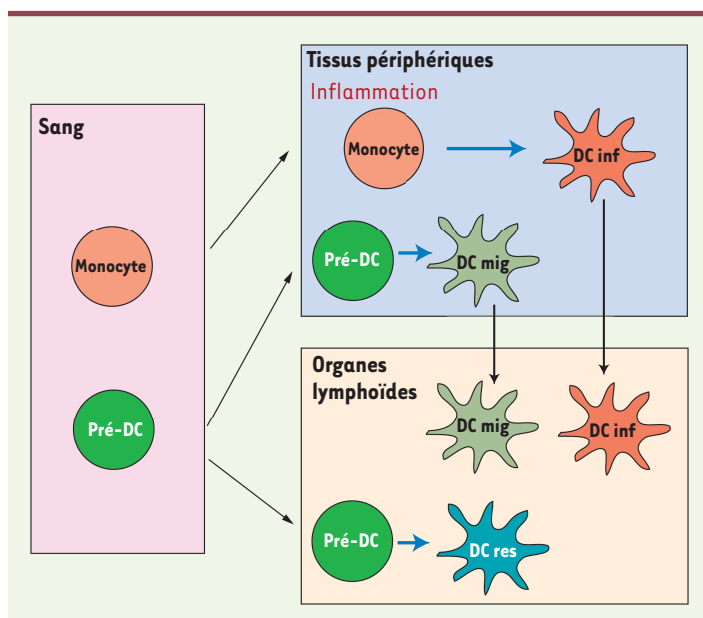 Sang
Monocyte
Pré-DC
Tissus périphériques
Inflammation
Monocyte
DC inf
Pré-DC
DC mig
Organes
lymphoïdes
DC mig
DC inf
Pré-DC
DC res